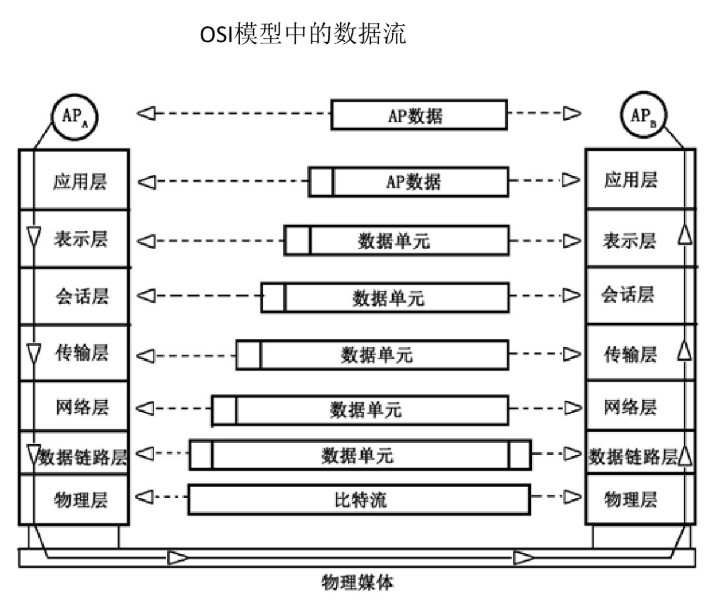 OSI模型中的数据流
APA AP数据 APB
应用层 AP数据 应用层
表示层 数据单元 表示层
会话层 数据单元 会话层
传输层 数据单元 传输层
网络层 数据单元 网络层
数据链路层 数据单元 数据链路层
物理层 比特流 物理层
物理媒体